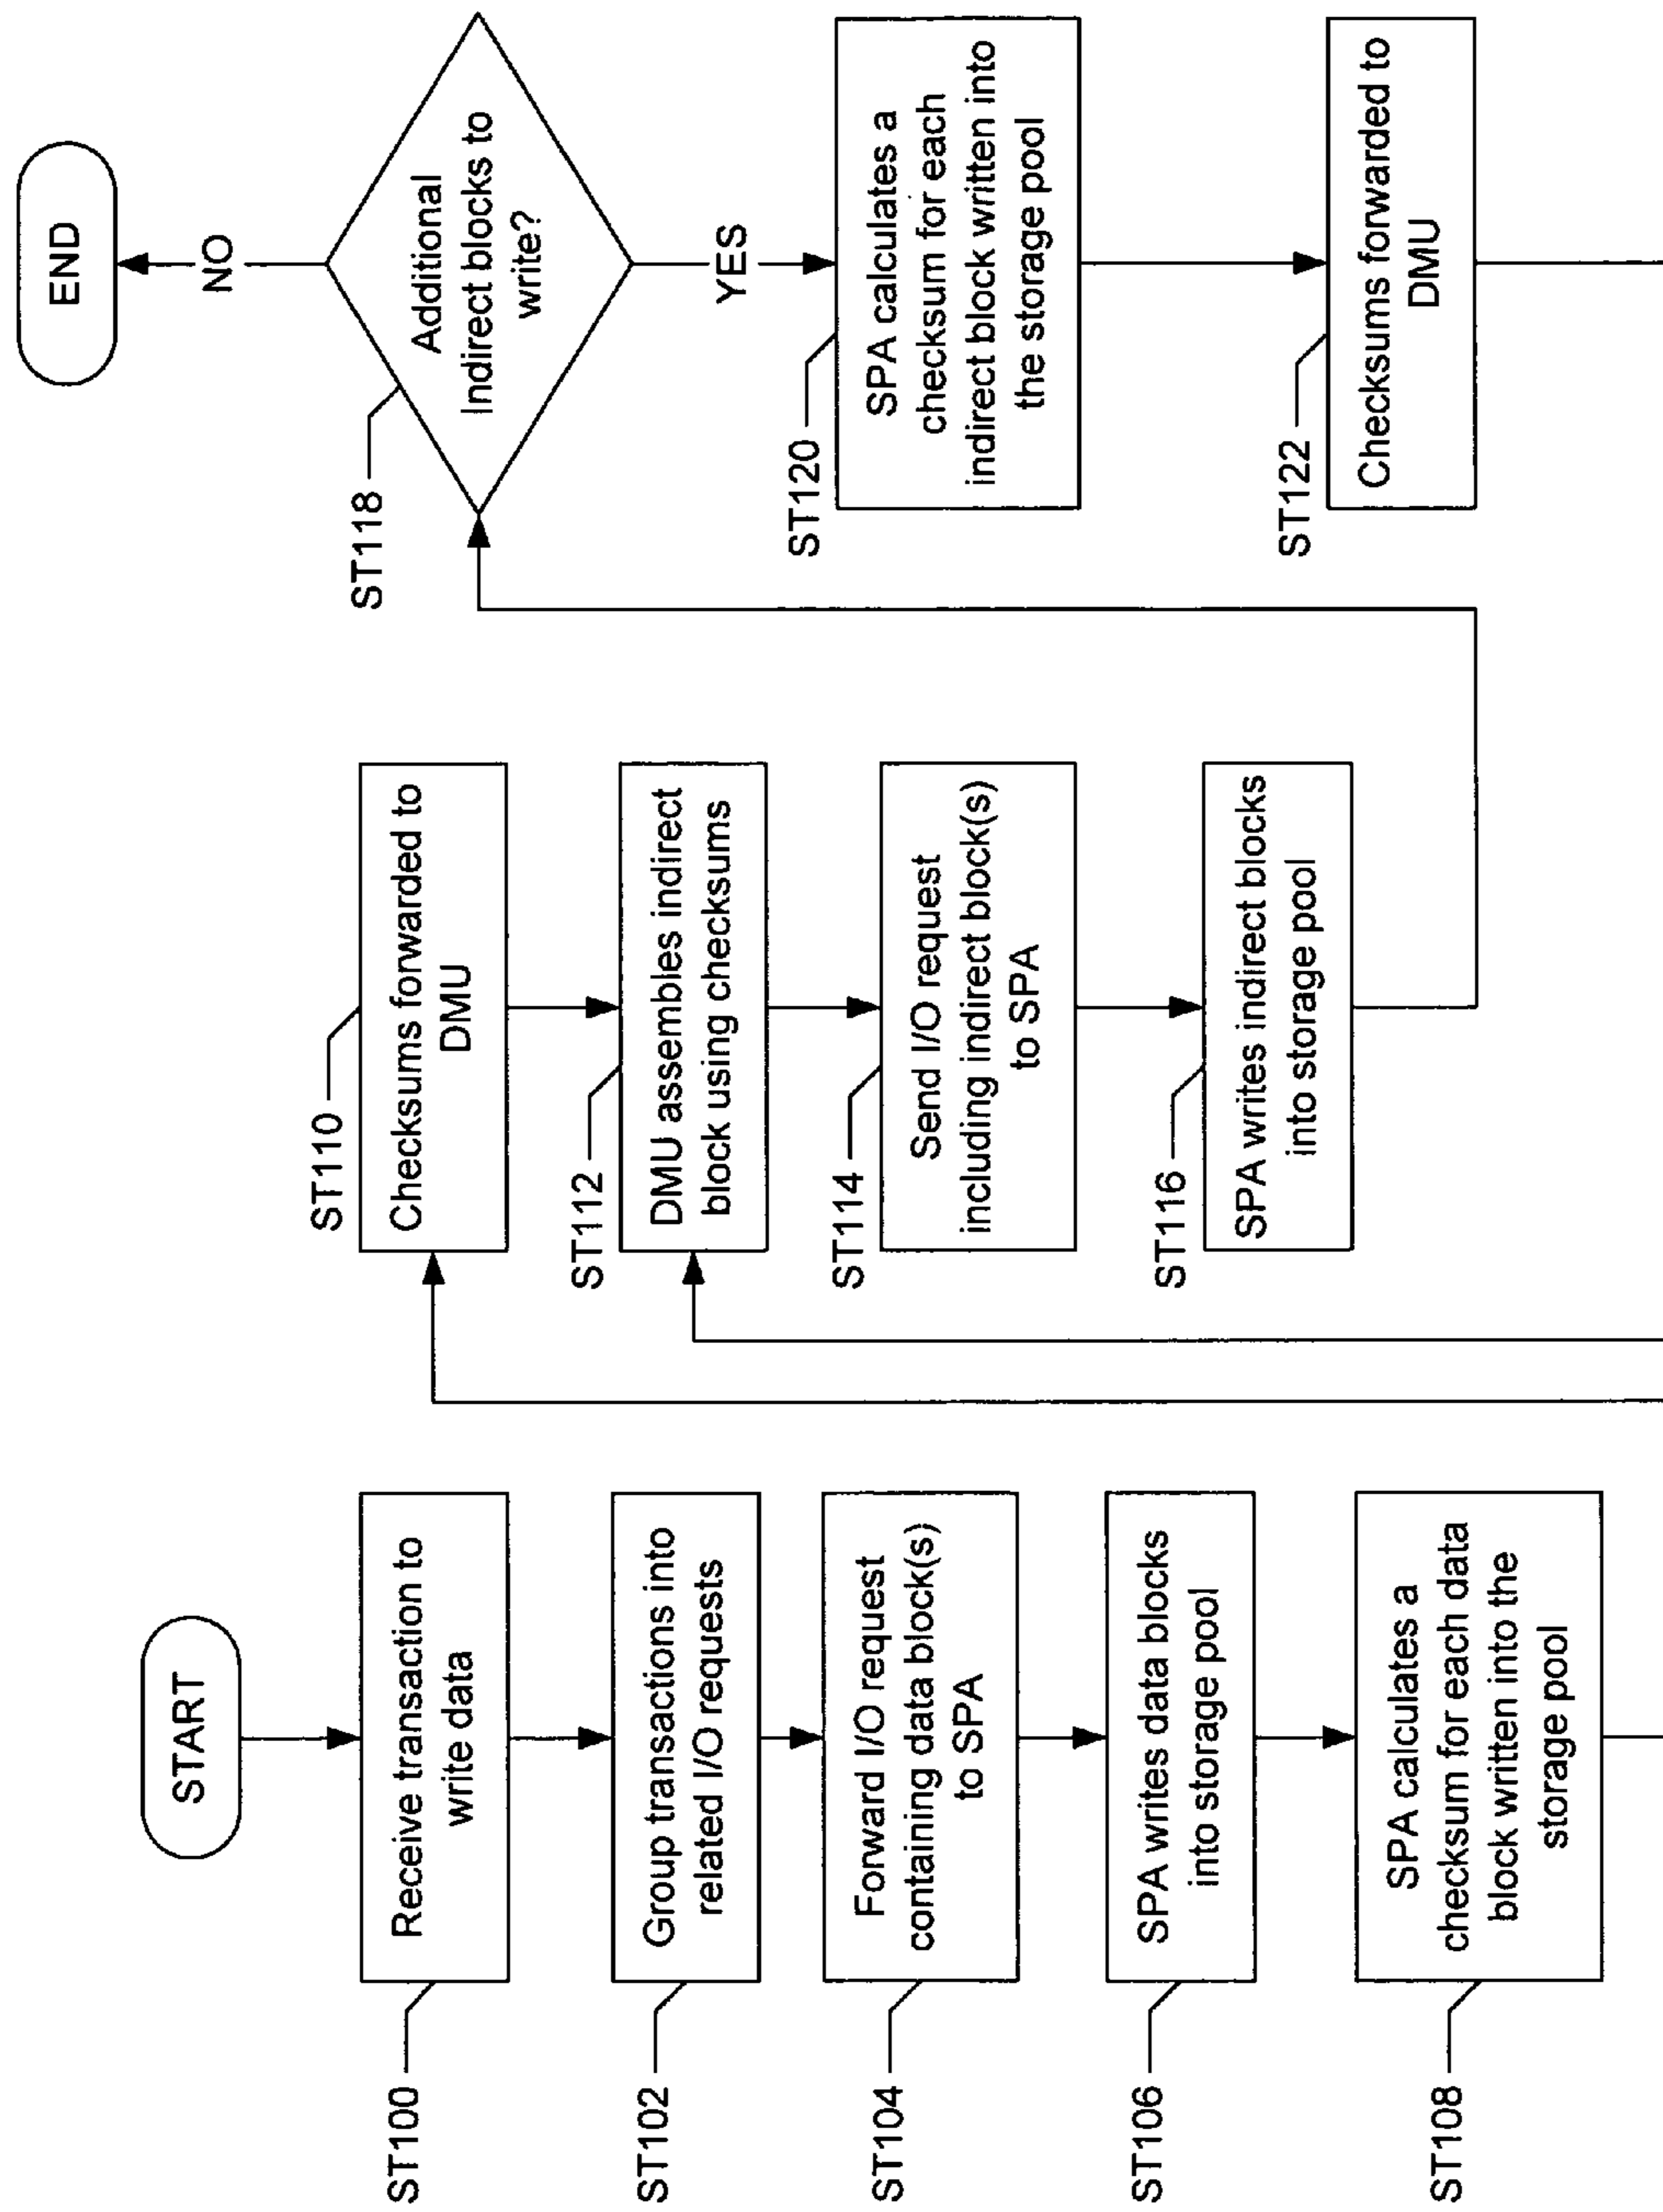 START
ST100
Receive transaction to
write data
ST102
Group transactions into
related I/O requests
ST104
Forward I/O request
containing data block(s)
to SPA
ST106
SPA writes data blocks
into storage pool
ST108
SPA calculates a
checksum for each data
block written into the
storage pool
ST110
Checksums forwarded to
DMU
ST112
DMU assembles indirect
block using checksums
ST114
Send I/O request
including indirect block(s)
to SPA
ST116
SPA writes indirect blocks
into storage pool
END
NO
ST118
Additional
Indirect blocks to
write?
YES
ST120
SPA calculates a
checksum for each
indirect block written into
the storage pool
ST122
Checksums forwarded to
DMU